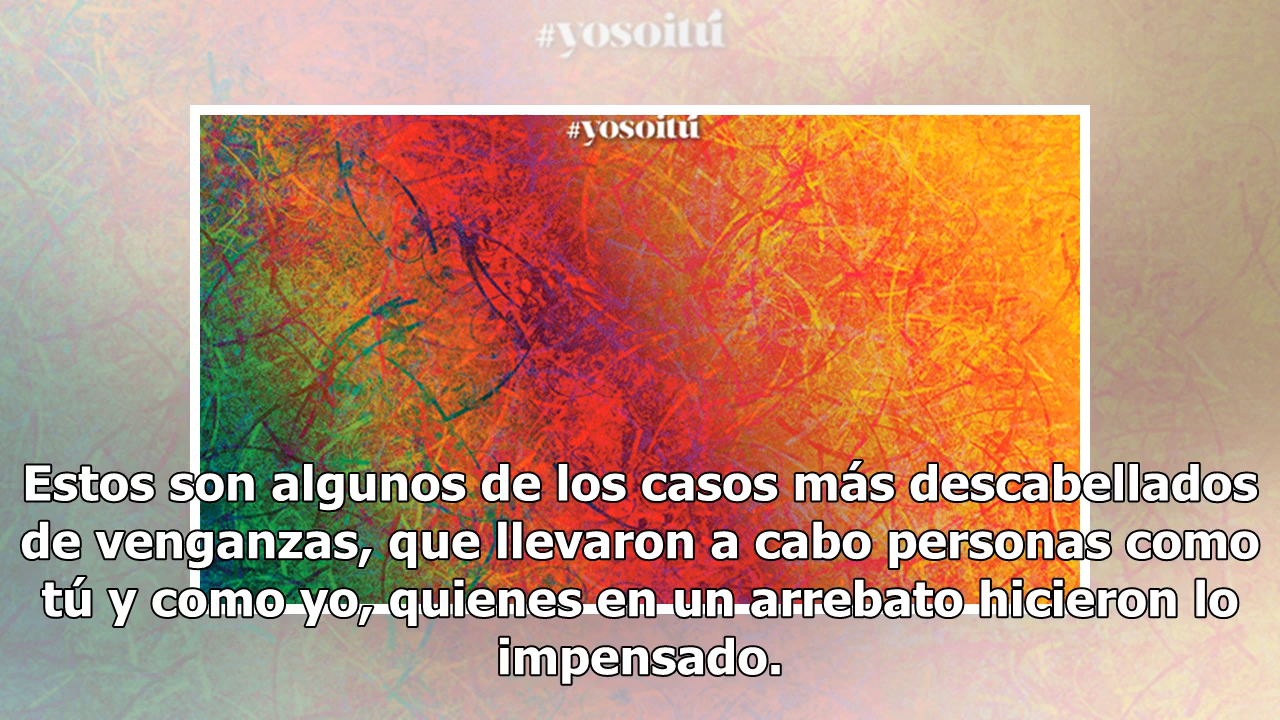 #yosoitú
#yosoitú
Estos son algunos de los casos más descabellados
de venganzas, que llevaron a cabo personas como
tú y como yo, quienes en un arrebato hicieron lo
impensado.